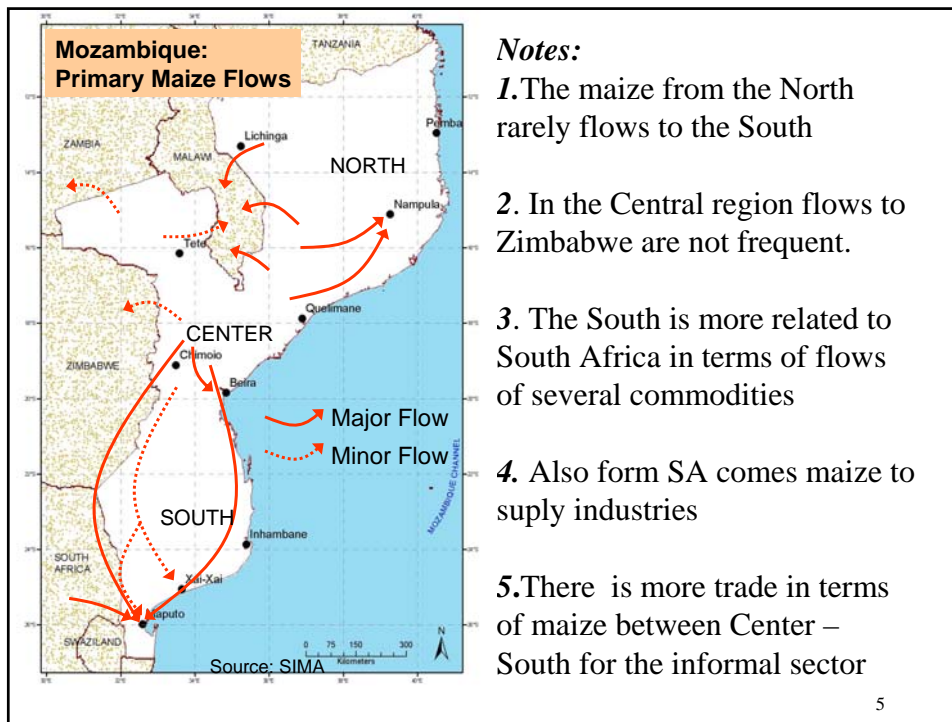 Mozambique:
Primary Maize Flows
TANZANIA
Pemba
Lichinga
ZAMBIA
MALAWI
NORTH
Nampula
Tete
Quelimane
CENTER
ZIMBABWE
Chimoio
Beira
Major Flow
Minor Flow
MOZAMBIQUE CHANNEL
SOUTH
Inhambane
SOUTH
AFRICA
Xai-Xai
Maputo
SWAZILAND
N
0 75 150 300
Kilometers
Source: SIMA
Notes:
1.The maize from the North
rarely flows to the South
2. In the Central region flows to
Zimbabwe are not frequent.
3. The South is more related to
South Africa in terms of flows
of several commodities
4. Also form SA comes maize to
suply industries
5.There is more trade in terms
of maize between Center –
South for the informal sector
5